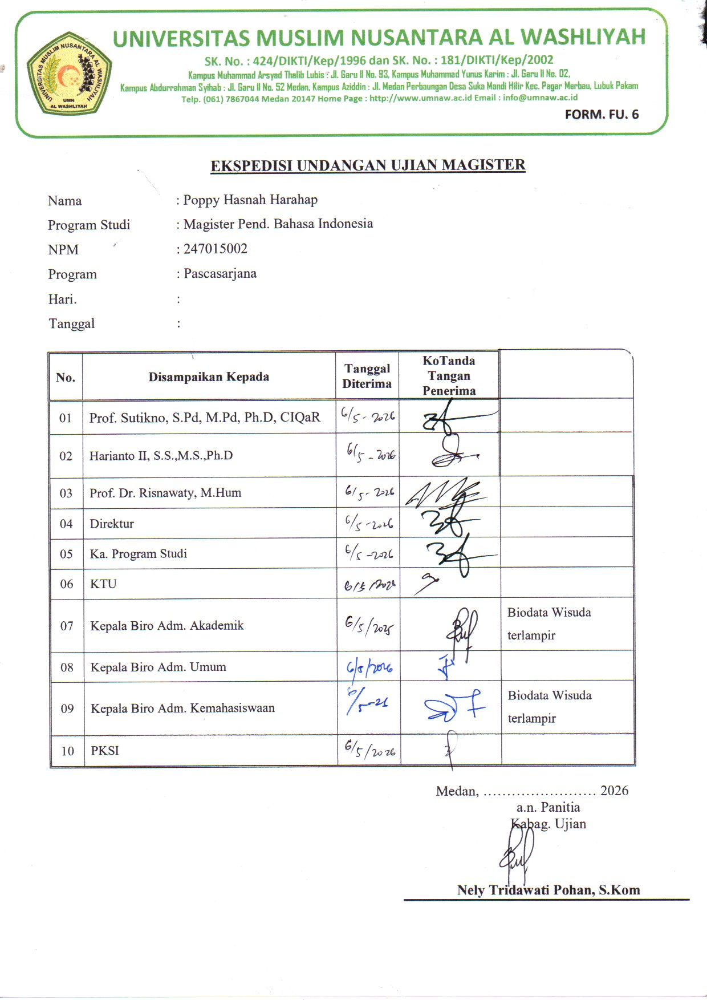 UNIVERSITAS MUSLIM NUSANTARA AL WASHLIYAH
SK. No. : 424/DIKTI/Kep/1996 dan SK. No. : 181/DIKTI/Kep/2002
Kampus Muhammad Arsyad Thalib Lubis : Jl. Garu II No. 93, Kampus Muhammad Yunus Karim : Jl. Garu II No. 02,
Kampus Abdurrahman Syihab : Jl. Garu II No. 52 Medan, Kampus Aziddin : Jl. Medan Perbaungan Desa Suka Mandi Hilir Kec. Pagar Merbau, Lubuk Pakam
Telp. (061) 7867044 Medan 20147 Home Page : http://www.umnaw.ac.id Email : info@umnaw.ac.id
UNIVERSITAS MUSLIM NUSANTARA AL WASHLIYAH
UMN
AL WASHLIYAH
FORM. FU. 6
EKSPEDISI UNDANGAN UJIAN MAGISTER
Nama : Poppy Hasnah Harahap
Program Studi : Magister Pend. Bahasa Indonesia
NPM : 247015002
Program : Pascasarjana
Hari. :
Tanggal :
No. Disampaikan Kepada Tanggal Diterima KoTanda Tangan Penerima
01 Prof. Sutikno, S.Pd, M.Pd, Ph.D, CIQaR 6/5-2026
02 Harianto II, S.S.,M.S.,Ph.D 6/5-2026
03 Prof. Dr. Risnawaty, M.Hum 6/5-2026
04 Direktur 6/5-2026
05 Ka. Program Studi 6/5-2026
06 KTU 6/5/2026
07 Kepala Biro Adm. Akademik 6/5/2025 Biodata Wisuda terlampir
08 Kepala Biro Adm. Umum 6/5/2026
09 Kepala Biro Adm. Kemahasiswaan Biodata Wisuda terlampir
10 PKSI 6/5/2026
Medan, ........................ 2026
a.n. Panitia
Kabag. Ujian
Nely Tridawati Pohan, S.Kom